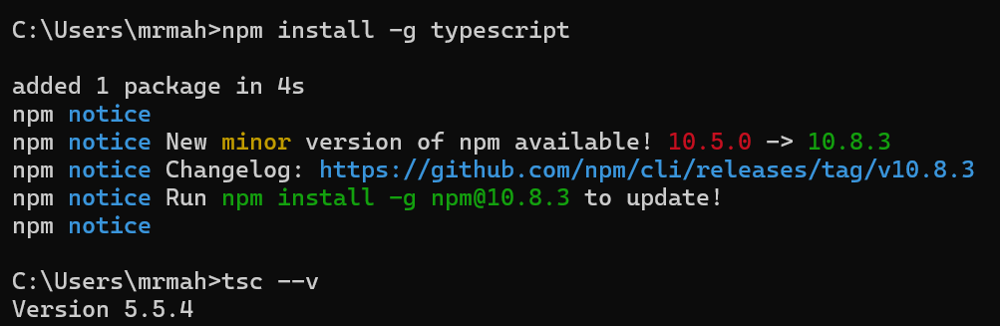 C:\Users\mrmah>npm install -g typescript
added 1 package in 4s
npm notice
npm notice New minor version of npm available! 10.5.0 -> 10.8.3
npm notice Changelog: https://github.com/npm/cli/releases/tag/v10.8.3
npm notice Run npm install -g npm@10.8.3 to update!
npm notice
C:\Users\mrmah>tsc --v
Version 5.5.4